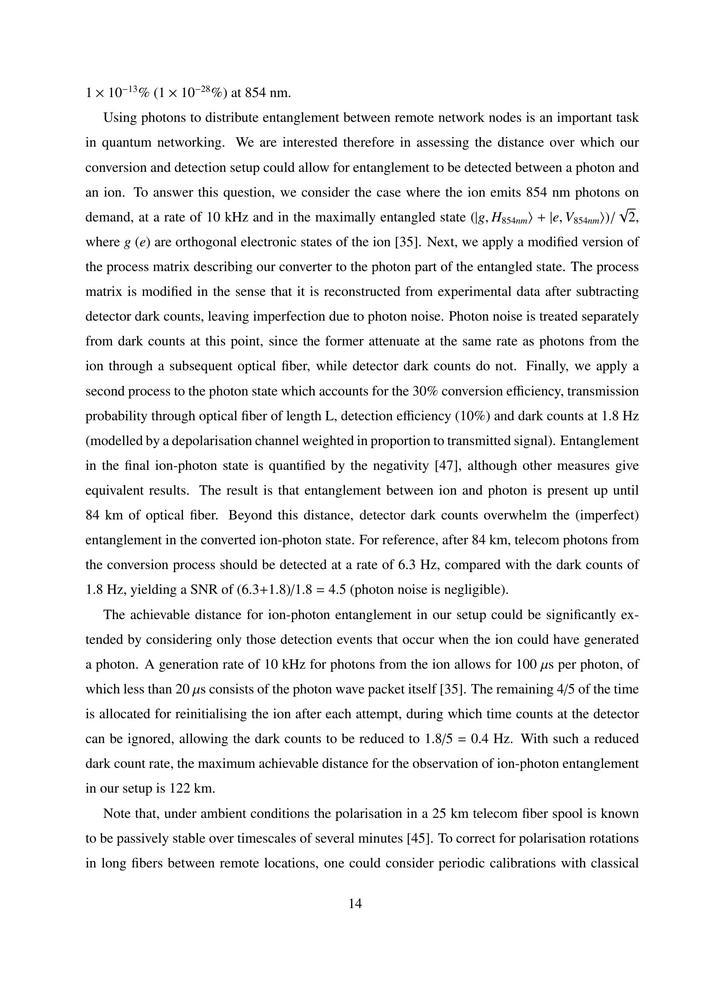 1 × 10⁻¹³% (1 × 10⁻²⁸%) at 854 nm.
Using photons to distribute entanglement between remote network nodes is an important task
in quantum networking. We are interested therefore in assessing the distance over which our
conversion and detection setup could allow for entanglement to be detected between a photon and
an ion. To answer this question, we consider the case where the ion emits 854 nm photons on
demand, at a rate of 10 kHz and in the maximally entangled state (|g, H₈₅₄ₙₘ⟩ + |e, V₈₅₄ₙₘ⟩)/ √2,
where g (e) are orthogonal electronic states of the ion [35]. Next, we apply a modified version of
the process matrix describing our converter to the photon part of the entangled state. The process
matrix is modified in the sense that it is reconstructed from experimental data after subtracting
detector dark counts, leaving imperfection due to photon noise. Photon noise is treated separately
from dark counts at this point, since the former attenuate at the same rate as photons from the
ion through a subsequent optical fiber, while detector dark counts do not. Finally, we apply a
second process to the photon state which accounts for the 30% conversion efficiency, transmission
probability through optical fiber of length L, detection efficiency (10%) and dark counts at 1.8 Hz
(modelled by a depolarisation channel weighted in proportion to transmitted signal). Entanglement
in the final ion-photon state is quantified by the negativity [47], although other measures give
equivalent results. The result is that entanglement between ion and photon is present up until
84 km of optical fiber. Beyond this distance, detector dark counts overwhelm the (imperfect)
entanglement in the converted ion-photon state. For reference, after 84 km, telecom photons from
the conversion process should be detected at a rate of 6.3 Hz, compared with the dark counts of
1.8 Hz, yielding a SNR of (6.3+1.8)/1.8 = 4.5 (photon noise is negligible).
The achievable distance for ion-photon entanglement in our setup could be significantly ex-
tended by considering only those detection events that occur when the ion could have generated
a photon. A generation rate of 10 kHz for photons from the ion allows for 100 μs per photon, of
which less than 20 μs consists of the photon wave packet itself [35]. The remaining 4/5 of the time
is allocated for reinitialising the ion after each attempt, during which time counts at the detector
can be ignored, allowing the dark counts to be reduced to 1.8/5 = 0.4 Hz. With such a reduced
dark count rate, the maximum achievable distance for the observation of ion-photon entanglement
in our setup is 122 km.
Note that, under ambient conditions the polarisation in a 25 km telecom fiber spool is known
to be passively stable over timescales of several minutes [45]. To correct for polarisation rotations
in long fibers between remote locations, one could consider periodic calibrations with classical
14